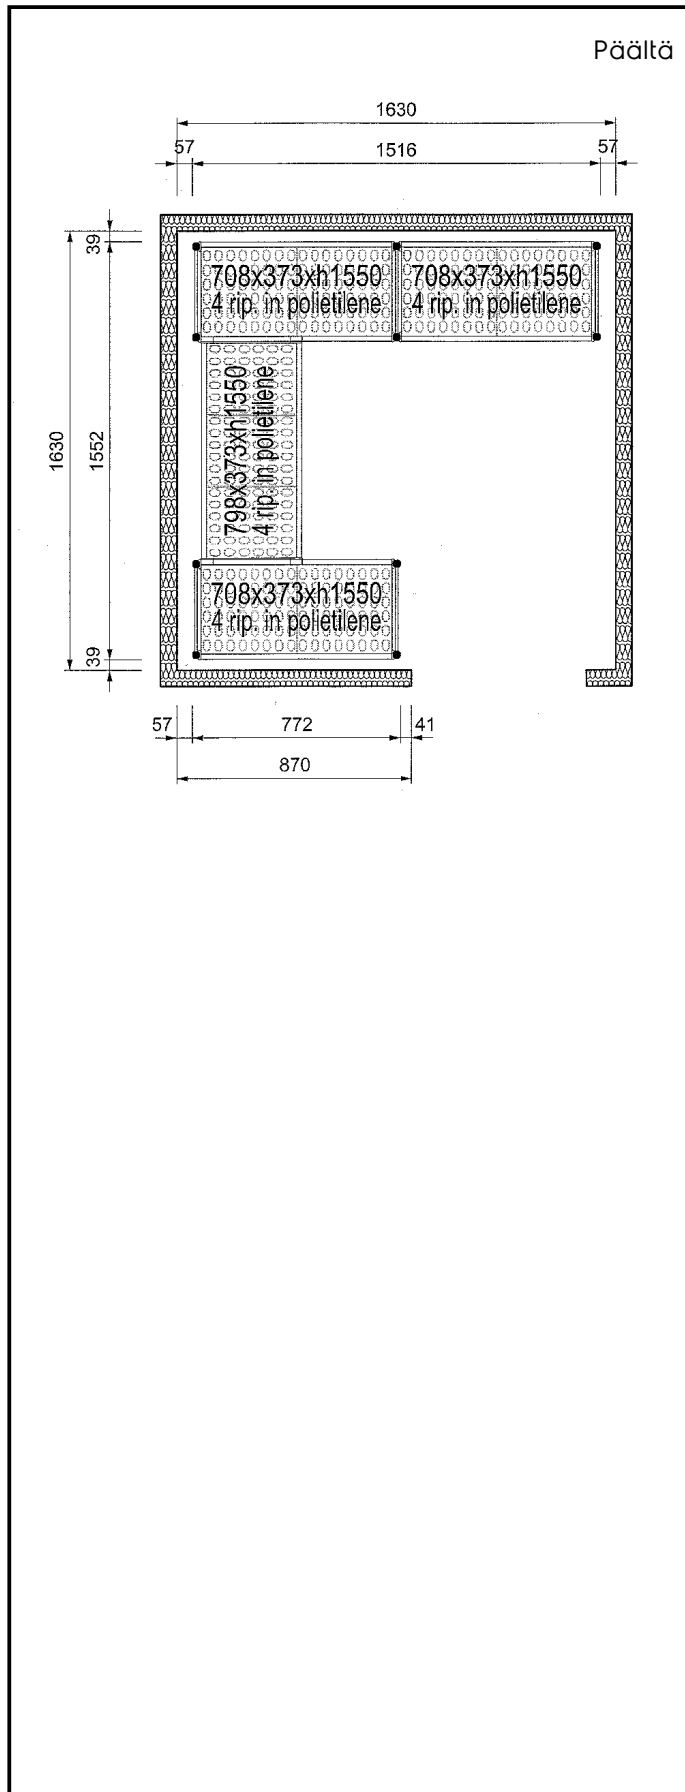 Päältä
1630
57 1516 57
39
708x373xh1550 708x373xh1550
4 rip. in polietilene 4 rip. in polietilene
1630
1552
798x373xh1550
4 rip. in polietilene
708x373xh1550
4 rip. in polietilene
39
57 772 41
870